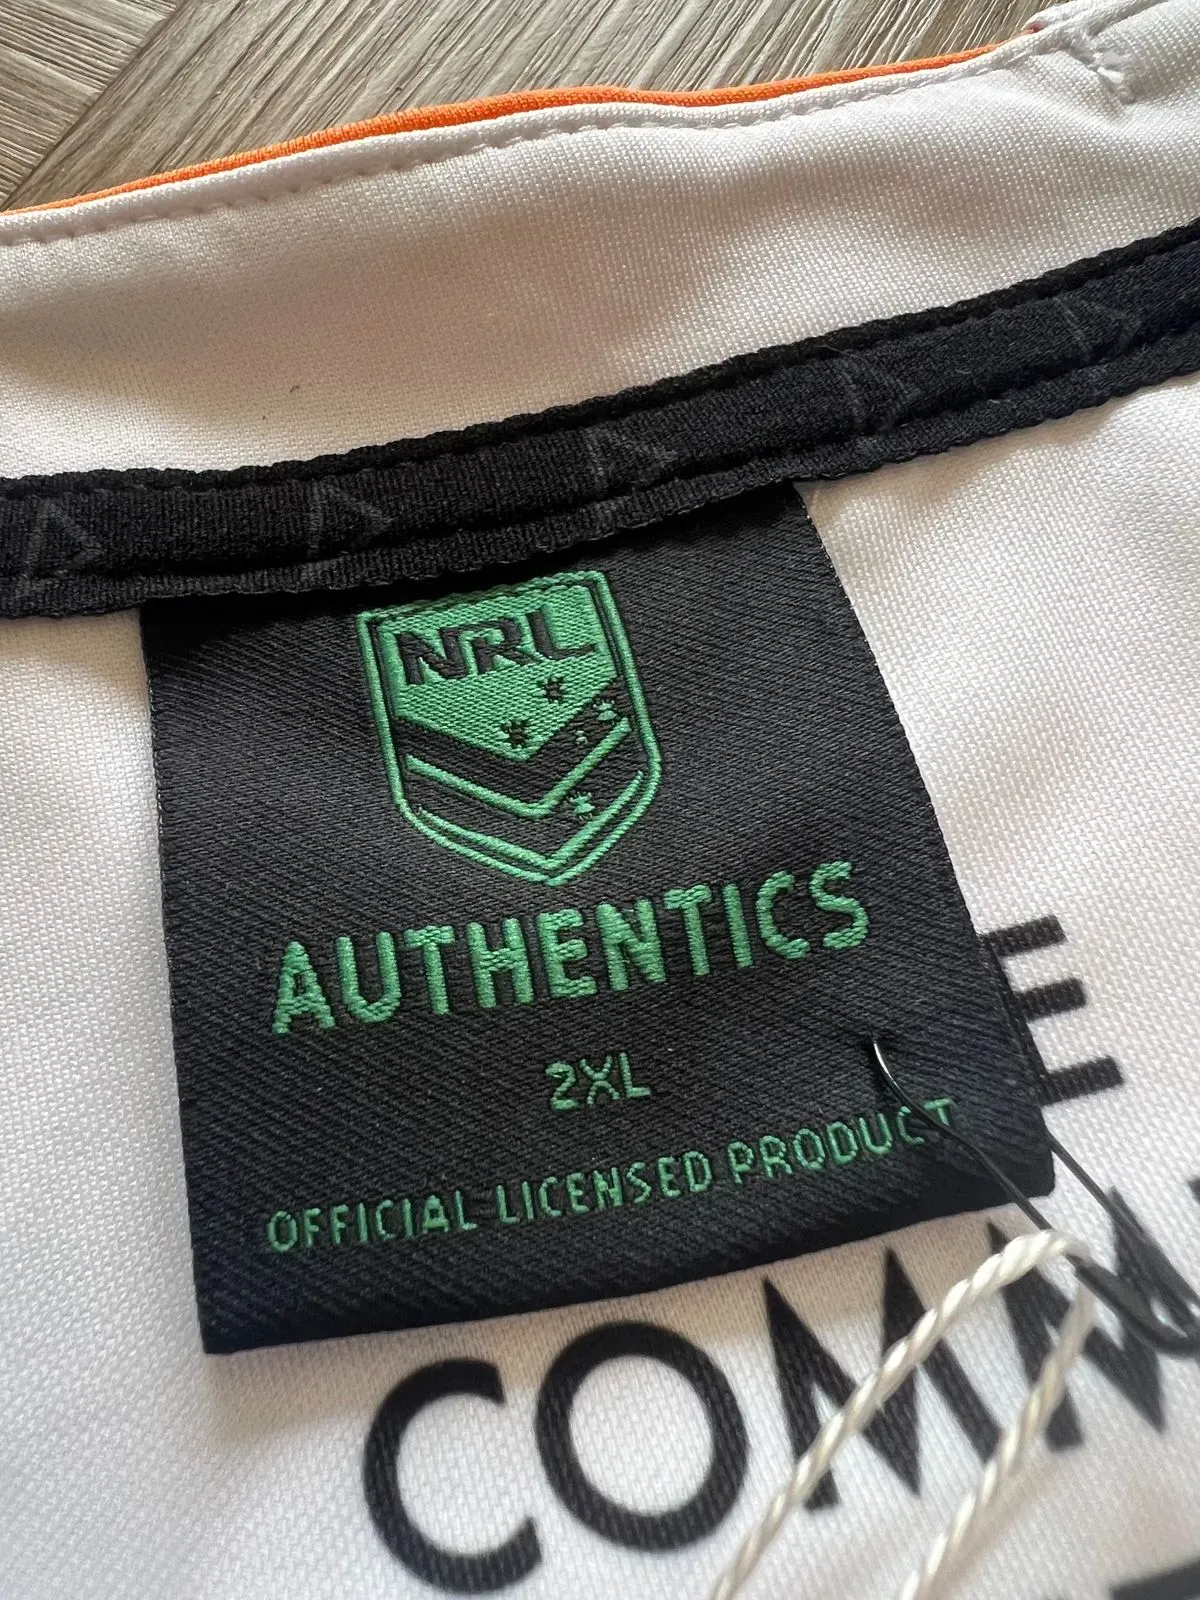 NRL
AUTHENTICS
2XL
OFFICIAL LICENSED PRODUCT